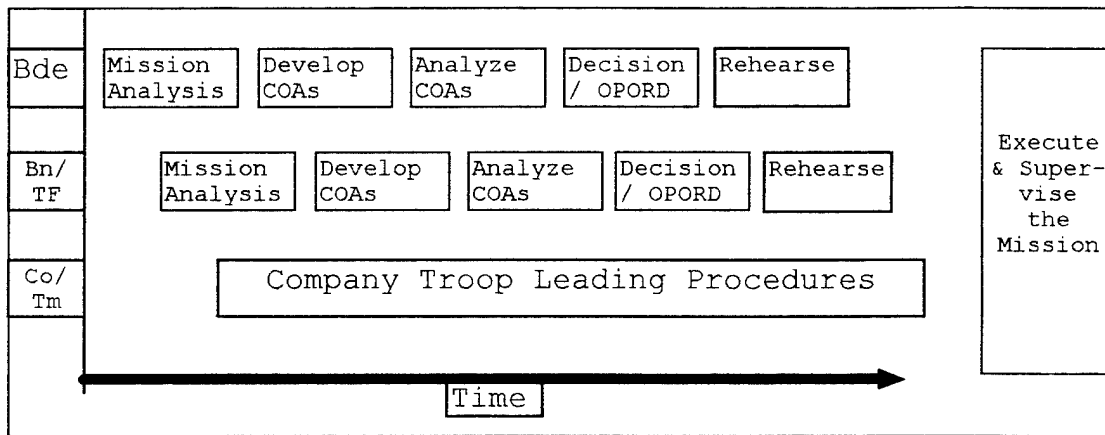 Bde
Mission
Analysis
Develop
COAs
Analyze
COAs
Decision
/ OPORD
Rehearse
Bn/
TF
Mission
Analysis
Develop
COAs
Analyze
COAs
Decision
/ OPORD
Rehearse
Co/
Tm
Company Troop Leading Procedures
Execute
& Super-
vise
the
Mission
Time